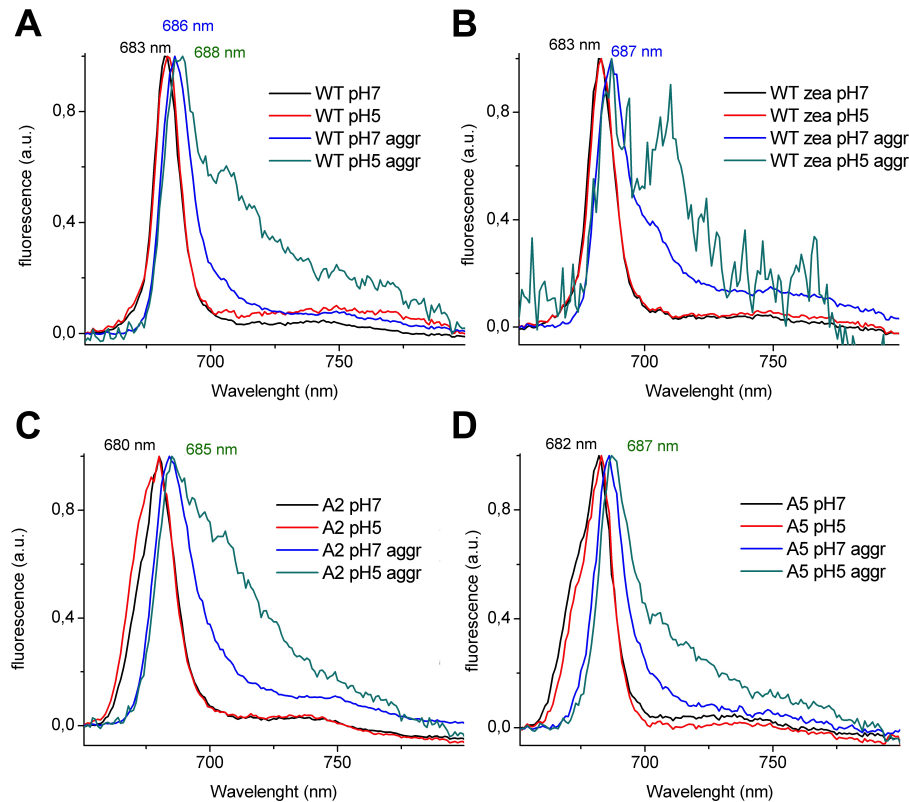 A
686 nm
683 nm
688 nm
WT pH7
WT pH5
WT pH7 aggr
WT pH5 aggr
fluorescence (a.u.)
0,8
0,4
0,0
700
750
Wavelenght (nm)
B
683 nm
687 nm
WT zea pH7
WT zea pH5
WT zea pH7 aggr
WT zea pH5 aggr
fluorescence (a.u.)
0,8
0,4
0,0
700
750
Wavelenght (nm)
C
680 nm
685 nm
A2 pH7
A2 pH5
A2 pH7 aggr
A2 pH5 aggr
fluorescence (a.u.)
0,8
0,4
0,0
700
750
Wavelenght (nm)
D
682 nm
687 nm
A5 pH7
A5 pH5
A5 pH7 aggr
A5 pH5 aggr
fluorescence (a.u.)
0,8
0,4
0,0
700
750
Wavelenght (nm)